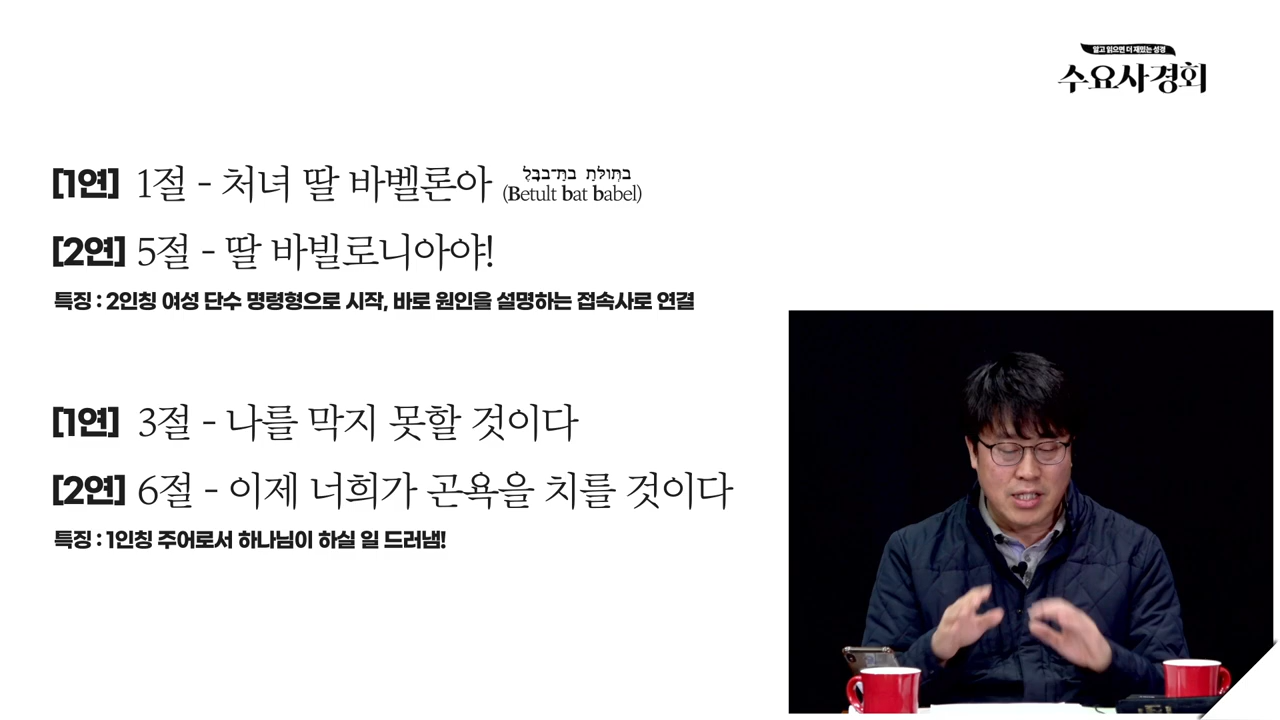 알고 읽으면 더 재밌는 성경
수요사경회
[1연] 1절 - 처녀 딸 바벨론아 בתולת בת־בבל
(Betult bat babel)
[2연] 5절 - 딸 바빌로니아야!
특징 : 2인칭 여성 단수 명령형으로 시작, 바로 원인을 설명하는 접속사로 연결
[1연] 3절 - 나를 막지 못할 것이다
[2연] 6절 - 이제 너희가 곤욕을 치를 것이다
특징 : 1인칭 주어로서 하나님이 하실 일 드러냄!